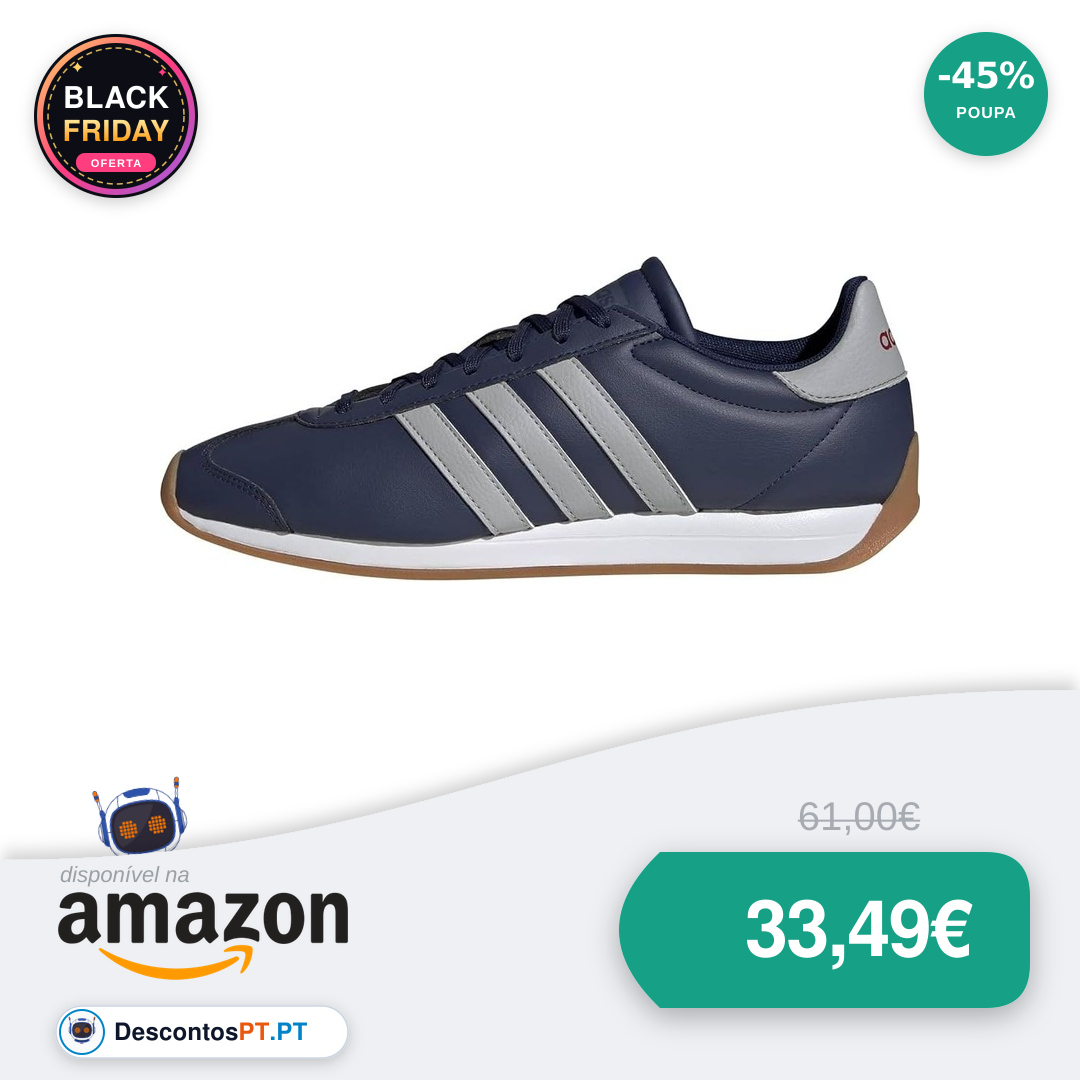 BLACK
FRIDAY
OFERTA
-45%
POUPA
61,00€
33,49€
disponível na
amazon
DescontosPT.PT